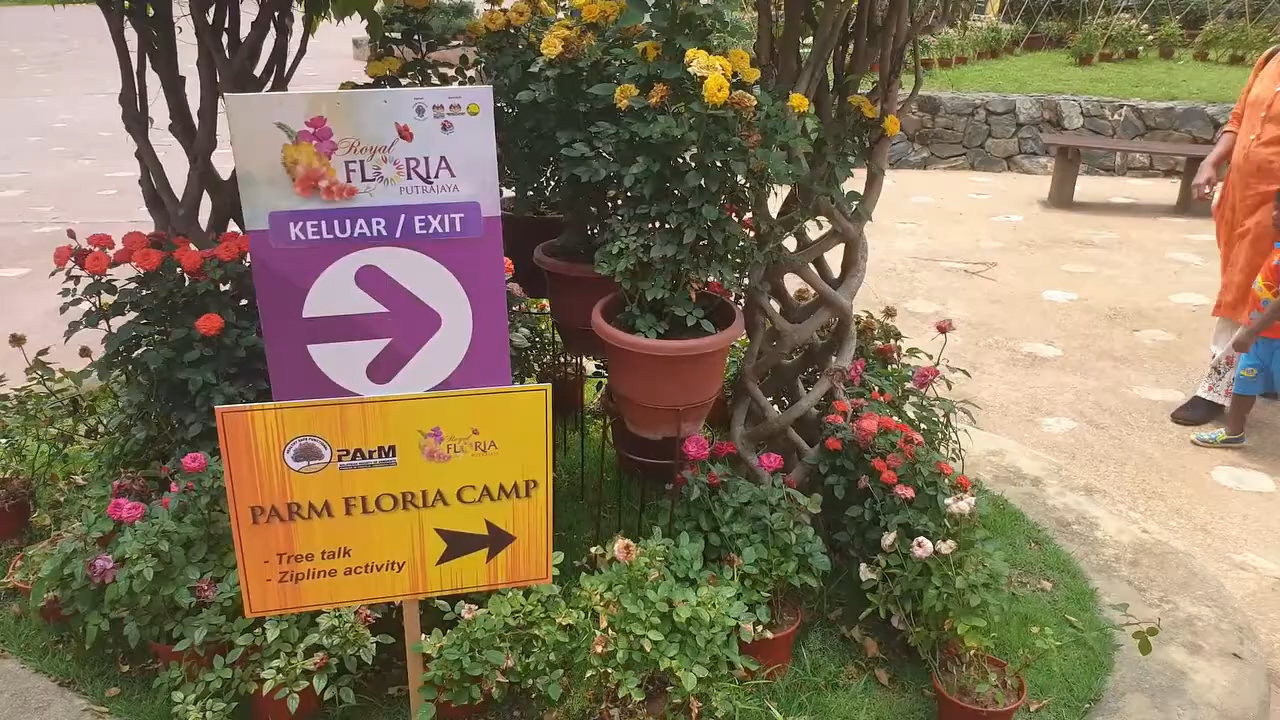 Royal
FLORIA
PUTRAJAYA
KELUAR / EXIT
PArM
Royal
FLORIA
PUTRAJAYA
PARM FLORIA CAMP
- Tree talk
- Zipline activity